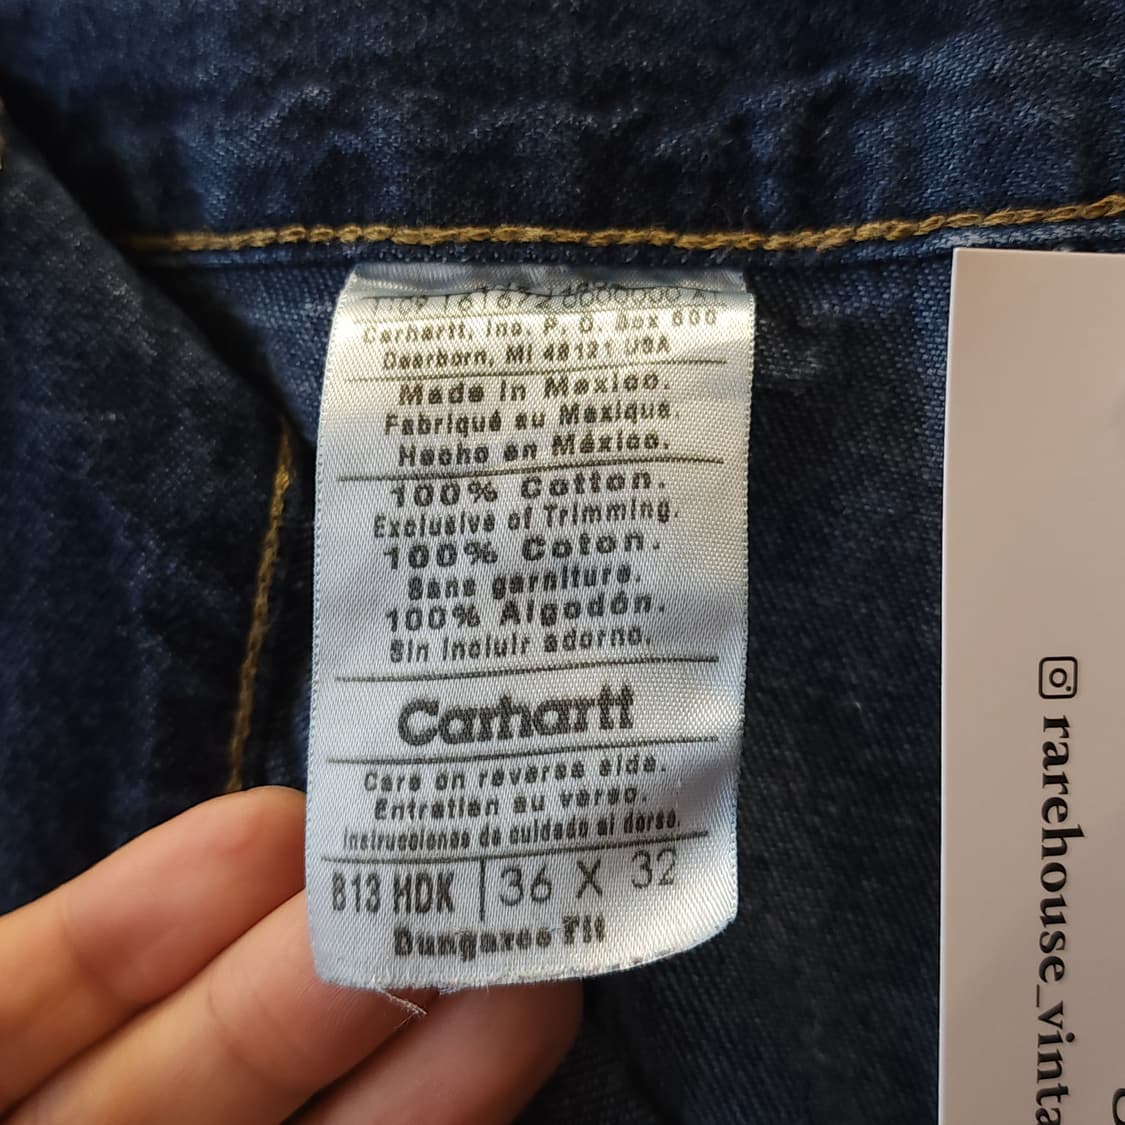 Carhartt, Inc. P. O. Box 600
Dearborn, MI 48121 USA
Made in Mexico.
Fabriqué au Mexique.
Hecho en México.
100% Cotton.
Exclusive of Trimming.
100% Coton.
Sans garniture.
100% Algodón.
Sin incluir adorno.
Carhartt
Care on reverse side.
Entretien au verso.
Instrucciones de cuidado al dorso.
B13 HDK | 36 X 32
Dungaree Fit
rarehouse_vinta